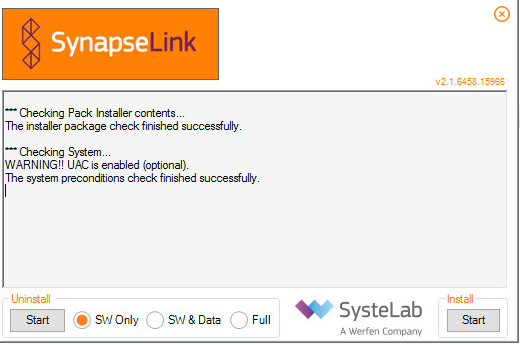 SynapseLink
v2.1.6458.15966
*** Checking Pack Installer contents...
The installer package check finished successfully.
*** Checking System...
WARNING!! UAC is enabled (optional).
The system preconditions check finished successfully.
Uninstall
Start SW Only SW & Data Full
SysteLab
A Werfen Company
Install
Start